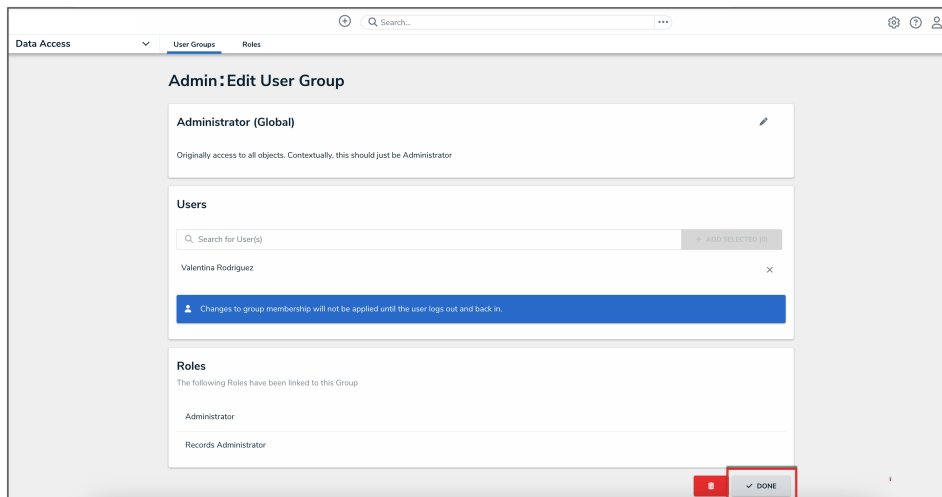 Search...
Data Access
User Groups
Roles
Admin:Edit User Group
Administrator (Global)
Originally access to all objects. Contextually, this should just be Administrator
Users
Search for User(s)
+ ADD SELECTED (0)
Valentina Rodriguez
Changes to group membership will not be applied until the user logs out and back in.
Roles
The following Roles have been linked to this Group
Administrator
Records Administrator
DONE